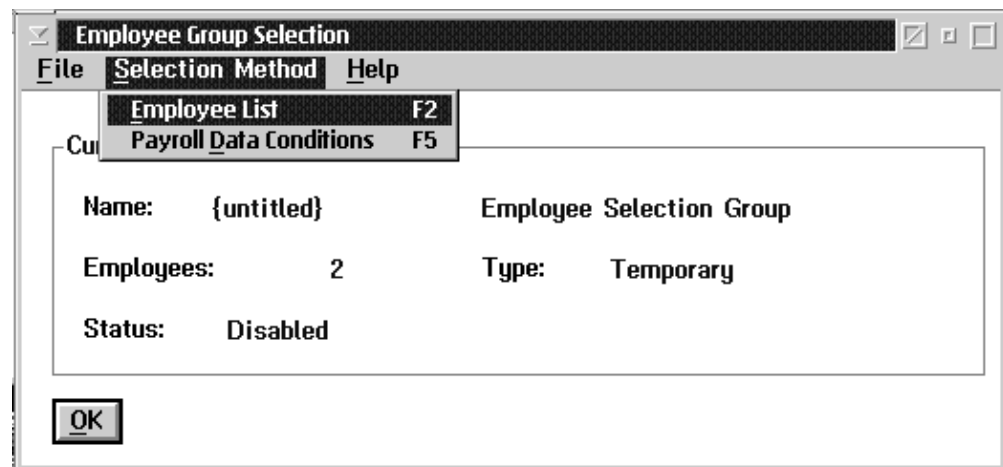 Employee Group Selection
File Selection Method Help
Employee List F2
Payroll Data Conditions F5
Name: {untitled} Employee Selection Group
Employees: 2 Type: Temporary
Status: Disabled
OK